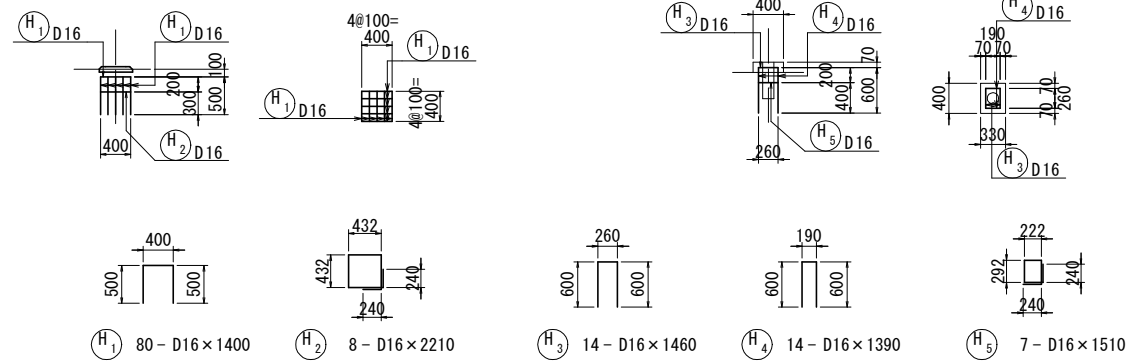 H1 D16
H1 D16
100
200
300
500
400
H2 D16
4@100=
400
H1 D16
H1 D16
4@100=
400
H3 D16
400
H4 D16
70
200
400
600
H5 D16
260
H4 D16
190
70 70
400
70
70
260
330
H3 D16
400
500
500
H1 80 - D16×1400
432
432
240
240
H2 8 - D16×2210
260
600
600
H3 14 - D16×1460
190
600
600
H4 14 - D16×1390
222
292
240
240
H5 7 - D16×1510